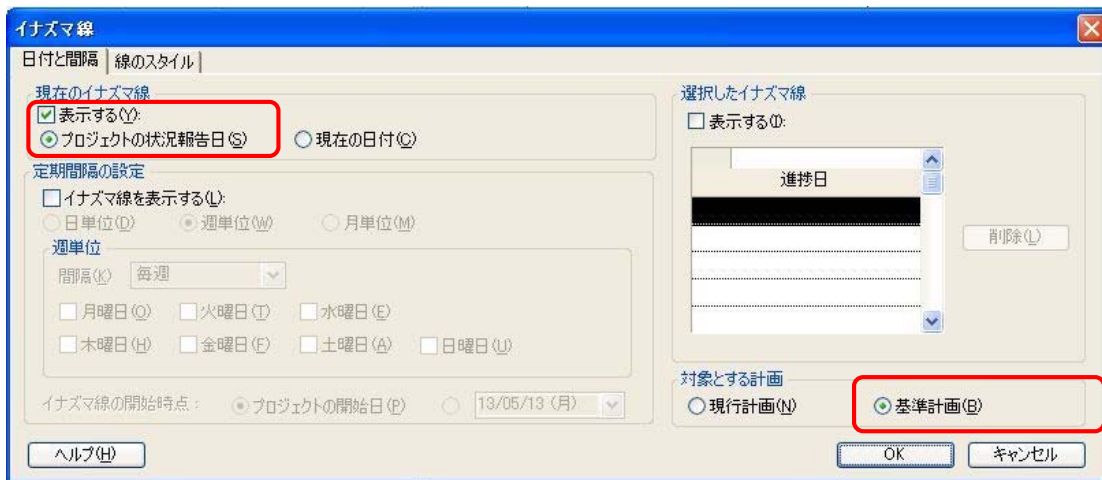 イナズマ線
日付と間隔 線のスタイル
現在のイナズマ線
表示する(Y):
プロジェクトの状況報告日(S) 現在の日付(C)
定期間隔の設定
イナズマ線を表示する(L):
日単位(D) 週単位(W) 月単位(M)
週単位
間隔(K) 毎週
月曜日(O) 火曜日(T) 水曜日(E)
木曜日(H) 金曜日(F) 土曜日(A) 日曜日(U)
イナズマ線の開始時点: プロジェクトの開始日(P) 13/05/13 (月)
選択したイナズマ線
表示する(I):
進捗日
削除(L)
対象とする計画
現行計画(N) 基準計画(B)
ヘルプ(H) OK キャンセル